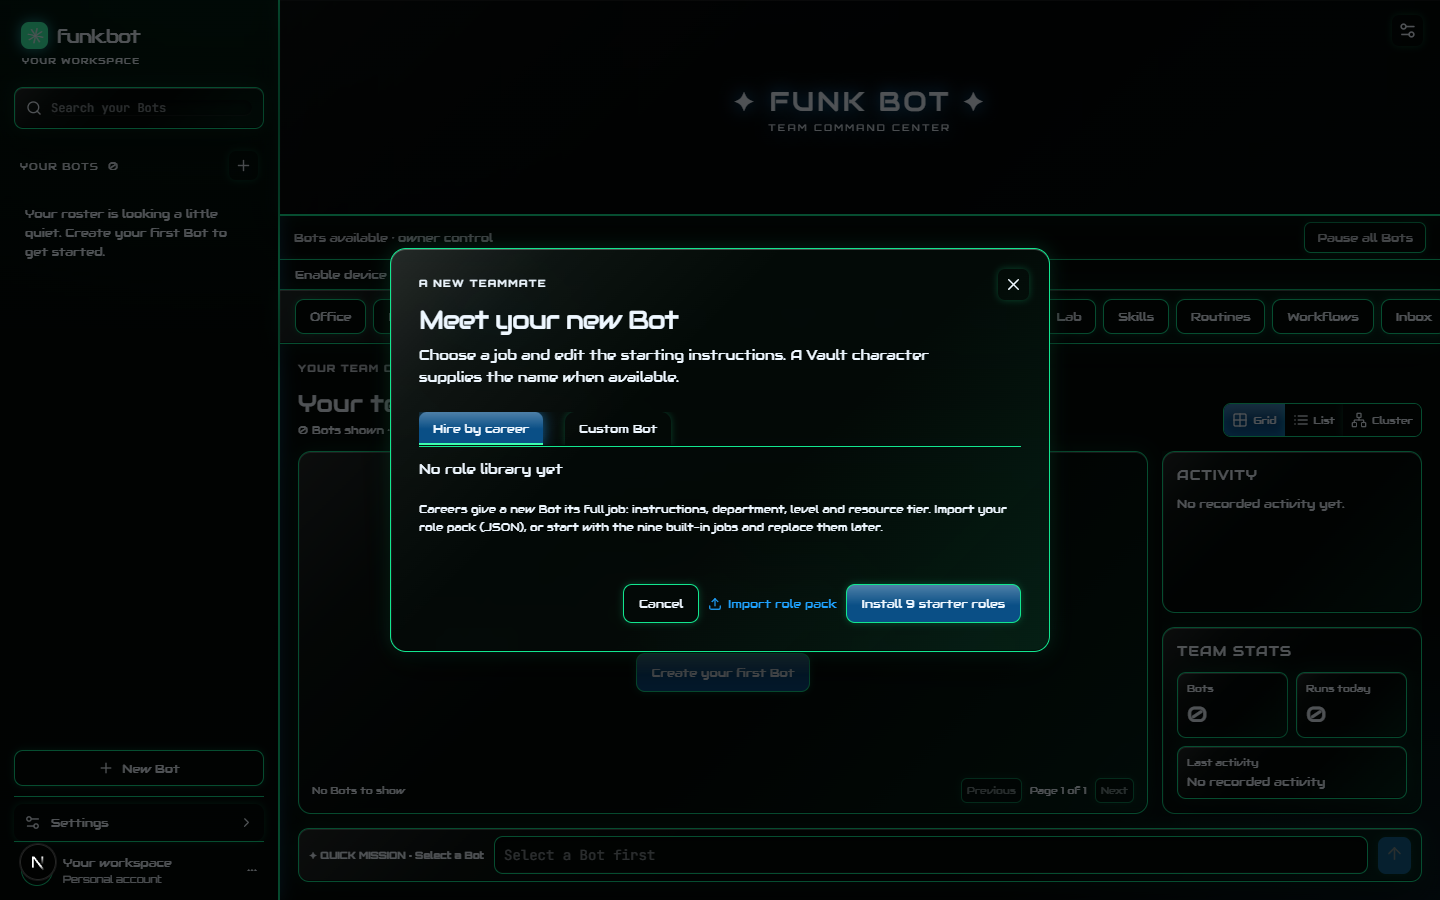 funk.bot
YOUR WORKSPACE
Search your Bots
YOUR BOTS 0
Your roster is looking a little
quiet. Create your first Bot to
get started.
New Bot
Settings
N
Your workspace
Personal account
FUNK BOT
TEAM COMMAND CENTER
Bots available · owner control
Pause all Bots
Enable device
Office
Lab
Skills
Routines
Workflows
Inbox
YOUR TEAM
Your te
0 Bots shown
Grid
List
Cluster
A NEW TEAMMATE
Meet your new Bot
Choose a job and edit the starting instructions. A Vault character
supplies the name when available.
Hire by career
Custom Bot
No role library yet
Careers give a new Bot its full job: instructions, department, level and resource tier. Import your
role pack (JSON), or start with the nine built-in jobs and replace them later.
Cancel
Import role pack
Install 9 starter roles
Create your first Bot
No Bots to show
Previous
Page 1 of 1
Next
ACTIVITY
No recorded activity yet.
TEAM STATS
Bots
0
Runs today
0
Last activity
No recorded activity
+ QUICK MISSION · Select a Bot
Select a Bot first